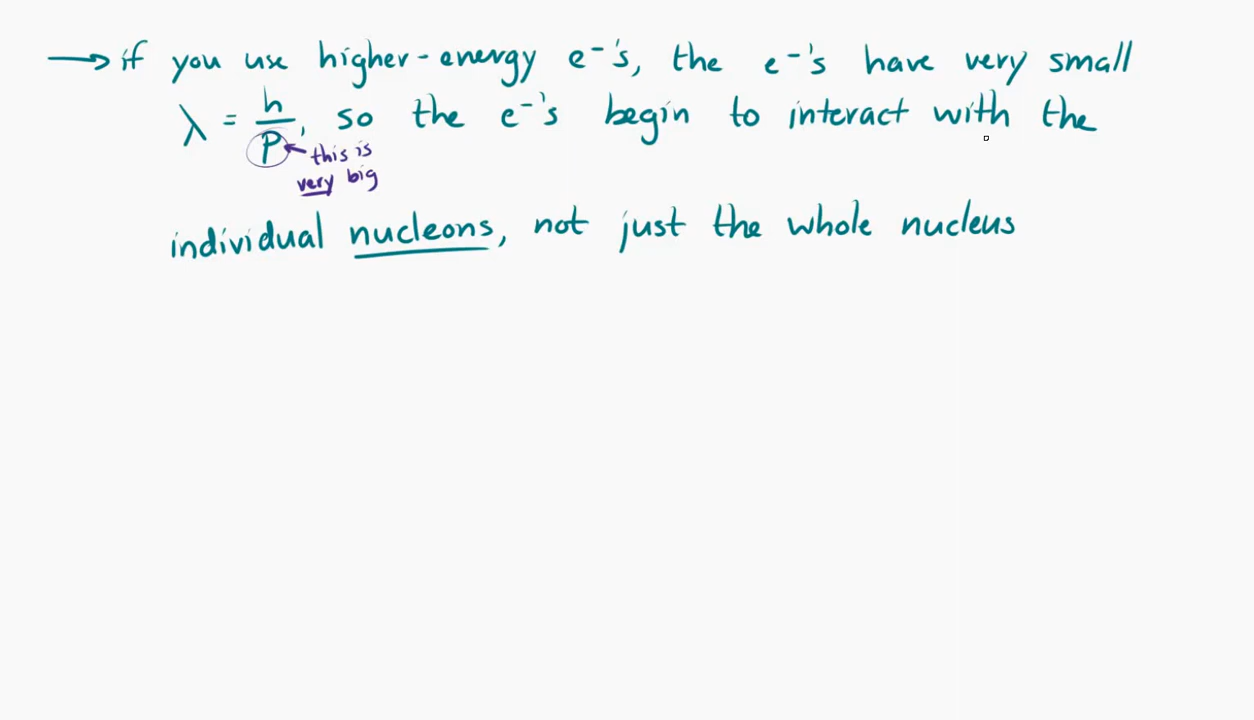 → if you use higher-energy e⁻'s, the e⁻'s have very small
λ = h/P, so the e⁻'s begin to interact with the
this is
very big
individual nucleons, not just the whole nucleus